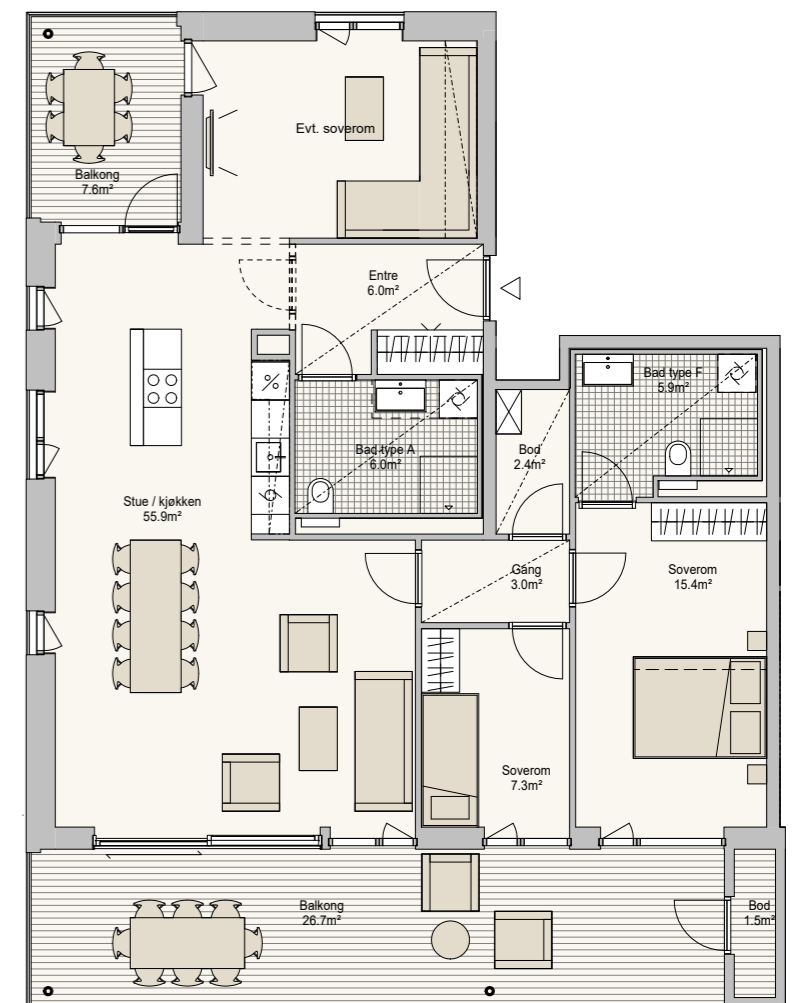 Evt. soverom
Balkong
7.6m²
Entre
6.0m²
Bad type F
5.9m²
Bad type A
6.0m²
Bod
2.4m²
Stue / kjøkken
55.9m²
Gang
3.0m²
Soverom
15.4m²
Soverom
7.3m²
Balkong
26.7m²
Bod
1.5m²